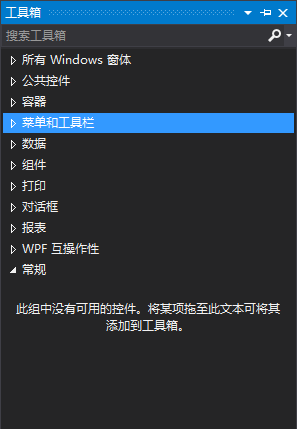 工具箱
搜索工具箱
所有 Windows 窗体
公共控件
容器
菜单和工具栏
数据
组件
打印
对话框
报表
WPF 互操作性
常规
此组中没有可用的控件。将某项拖至此文本可将其
添加到工具箱。